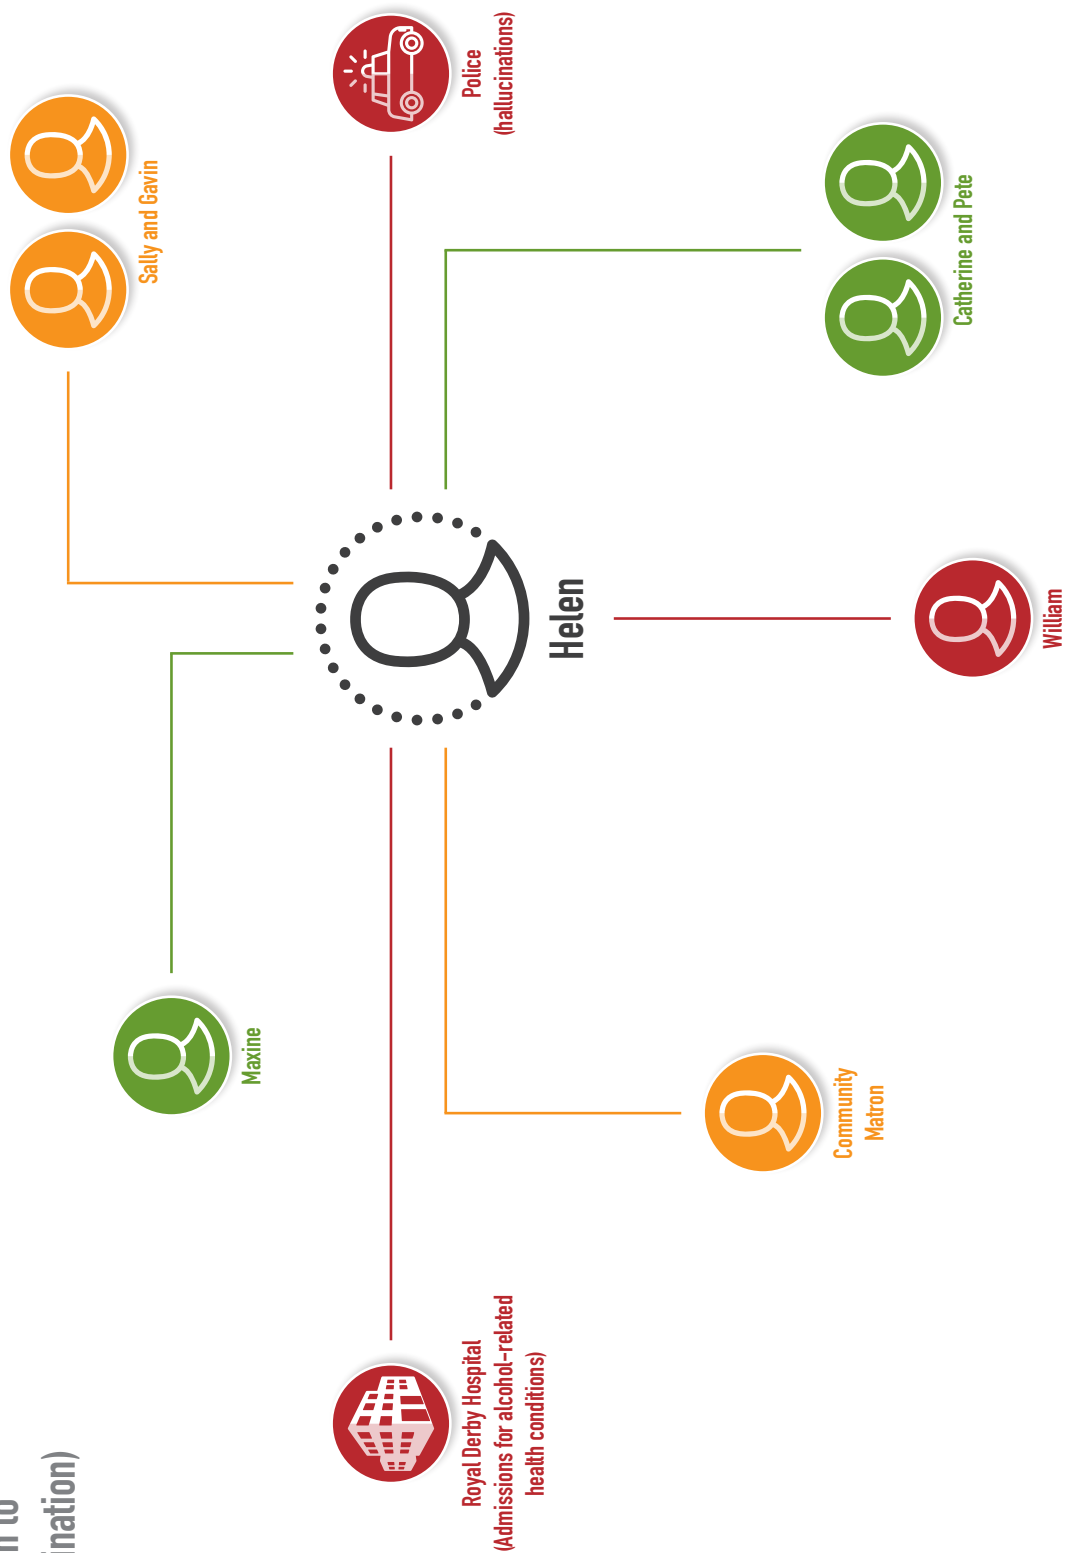 Sally and Gavin
Police
(hallucinations)
Maxine
Helen
Catherine and Pete
Royal Derby Hospital
(Admissions for alcohol-related
health conditions)
Community
Matron
William